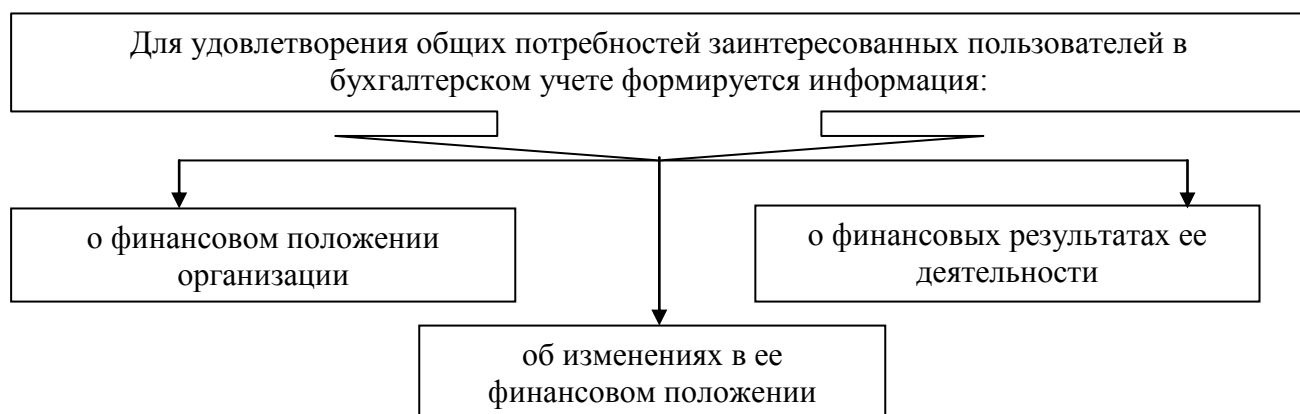 Для удовлетворения общих потребностей заинтересованных пользователей в
бухгалтерском учете формируется информация:
о финансовом положении
организации
о финансовых результатах ее
деятельности
об изменениях в ее
финансовом положении